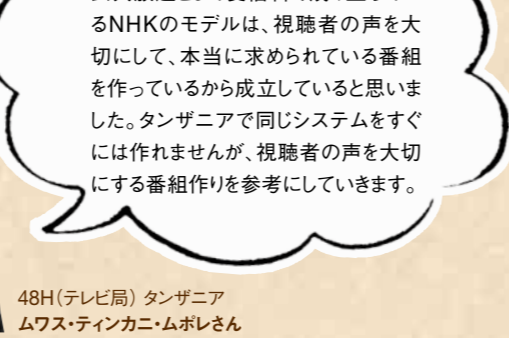 るNHKのモデルは、視聴者の声を大
切にして、本当に求められている番組
を作っているから成立していると思いま
した。タンザニアで同じシステムをすぐ
には作れませんが、視聴者の声を大切
にする番組作りを参考にしていきます。
48H（テレビ局） タンザニア
ムワス・ティンカニ・ムポレさん